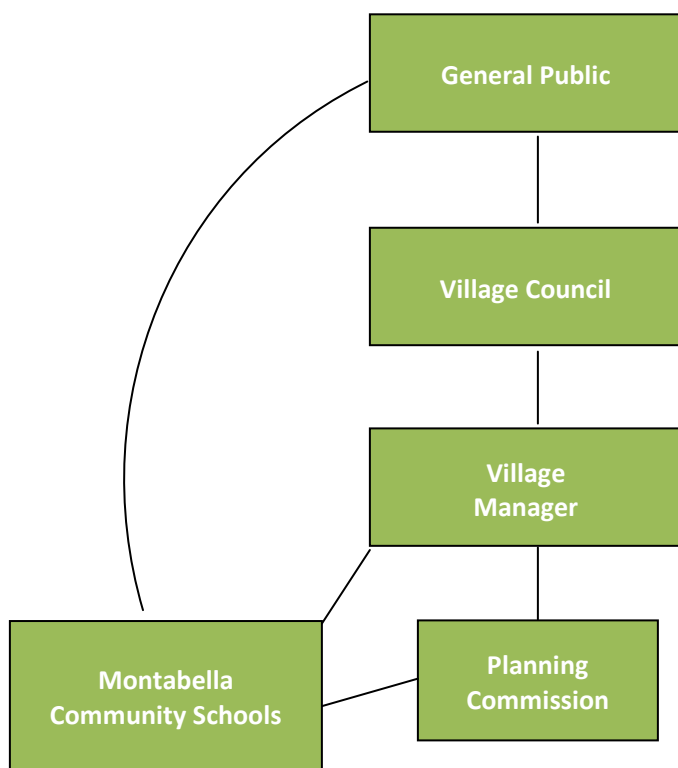 General Public
Village Council
Village
Manager
Montabella
Community Schools
Planning
Commission